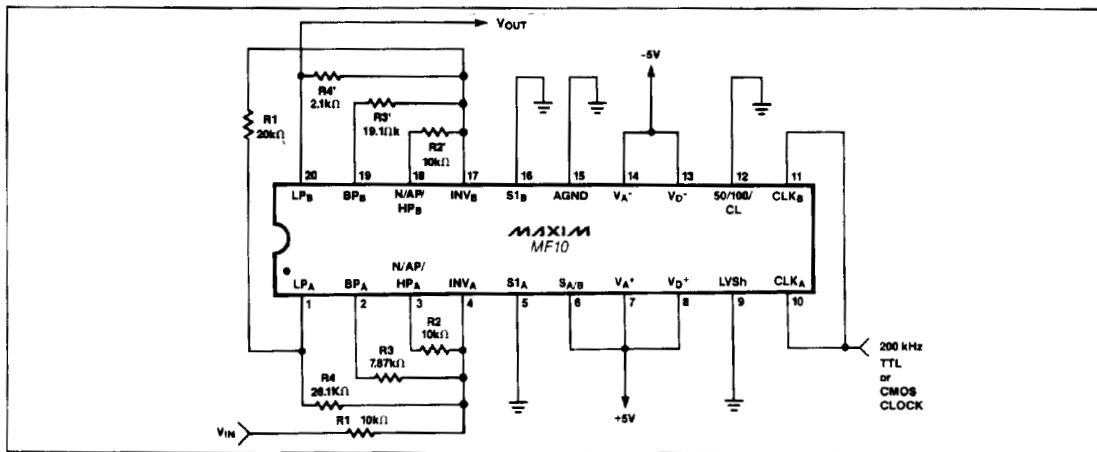 VOUT
-5V
R4'
2.1kΩ
R3'
19.1Ωk
R2'
10kΩ
R1
20kΩ
20 19 18 17 16 15 14 13 12 11
LPB BPB N/AP/ HPB INVB S1B AGND VA- VD- 50/100/ CL CLKB
MAXIM
MF10
LPA BPA N/AP/ HPA INVA S1A SA/B VA+ VD+ LVSh CLKA
1 2 3 4 5 6 7 8 9 10
R2
10kΩ
R3
7.87kΩ
R4
26.1KΩ
R1 10kΩ
VIN
+5V
200 kHz
TTL
or
CMOS
CLOCK